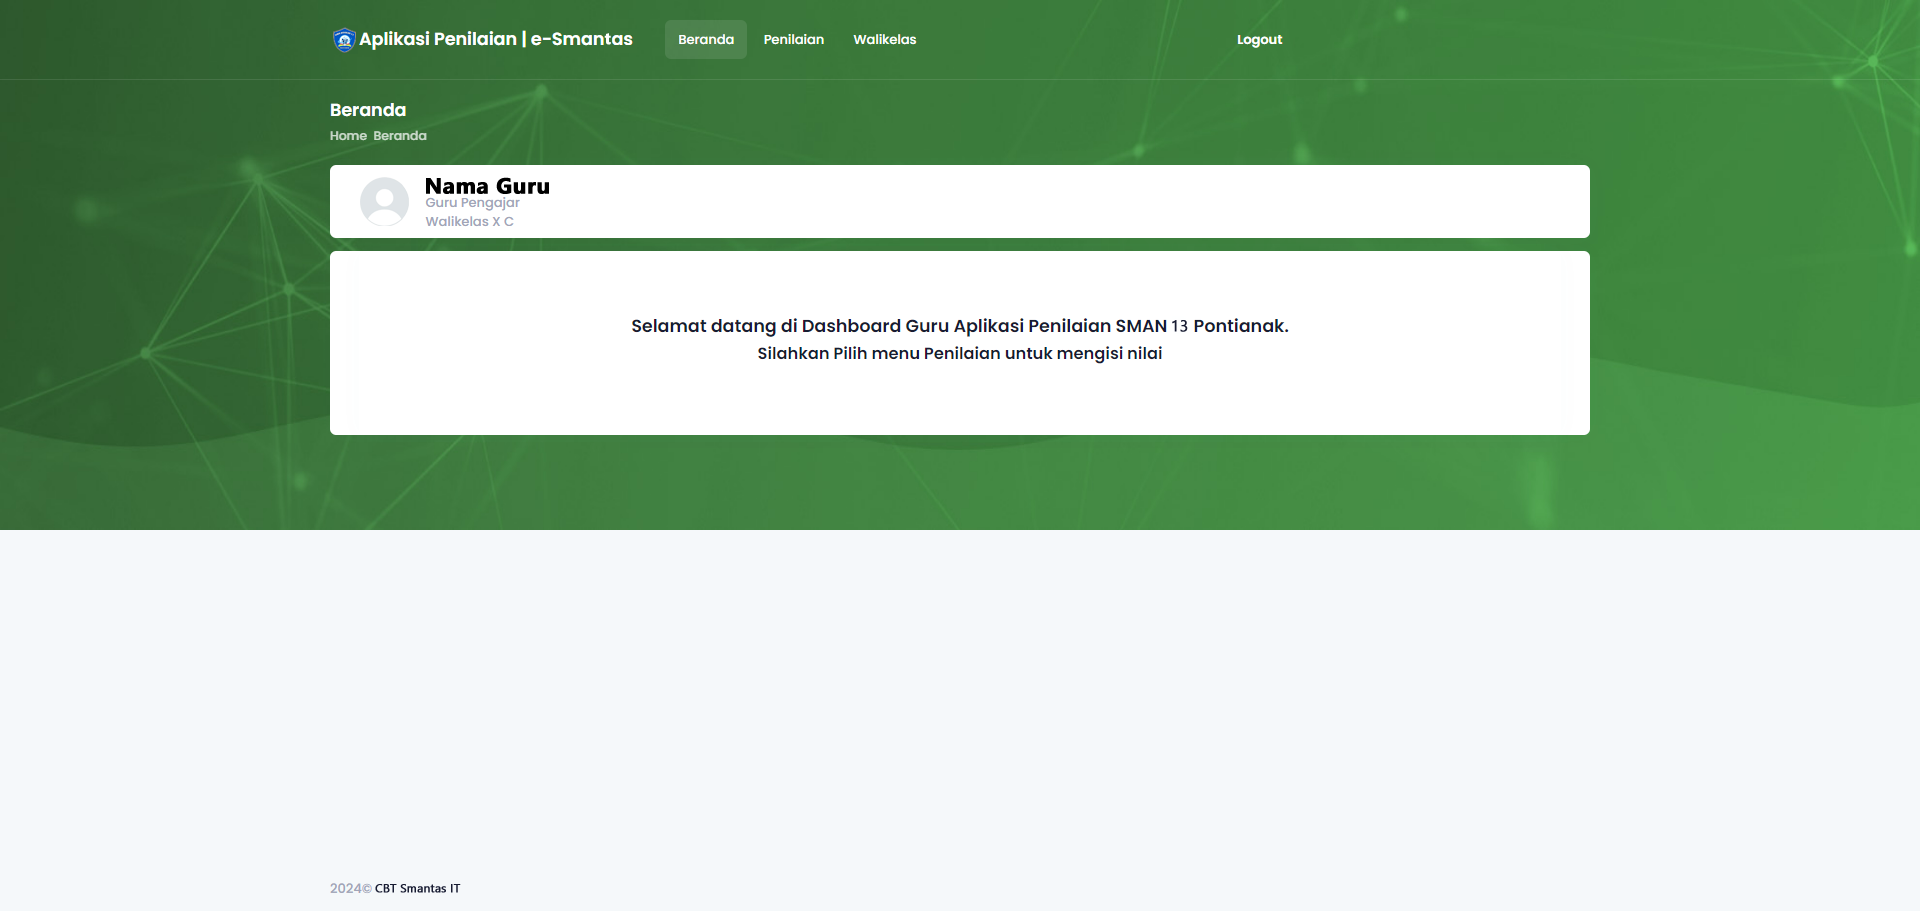 Aplikasi Penilaian | e-Smantas
Beranda
Penilaian
Walikelas
Logout
Beranda
Home Beranda
Nama Guru
Guru Pengajar
Walikelas X C
Selamat datang di Dashboard Guru Aplikasi Penilaian SMAN 13 Pontianak.
Silahkan Pilih menu Penilaian untuk mengisi nilai
2024© CBT Smantas IT